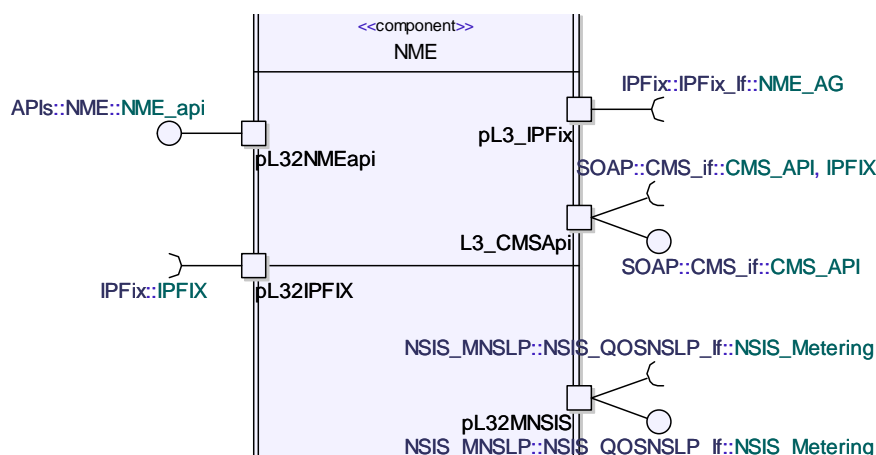 <<component>>
NME
IPFix::IPFix_If::NME_AG
APIs::NME::NME_api
pL3_IPFix
pL32NMEapi
SOAP::CMS_if::CMS_API, IPFIX
L3_CMSApi
SOAP::CMS_if::CMS_API
IPFix::IPFIX
pL32IPFIX
NSIS_MNSLP::NSIS_QOSNSLP_If::NSIS_Metering
pL32MNSIS
NSIS_MNSLP::NSIS_QOSNSLP_If::NSIS_Metering